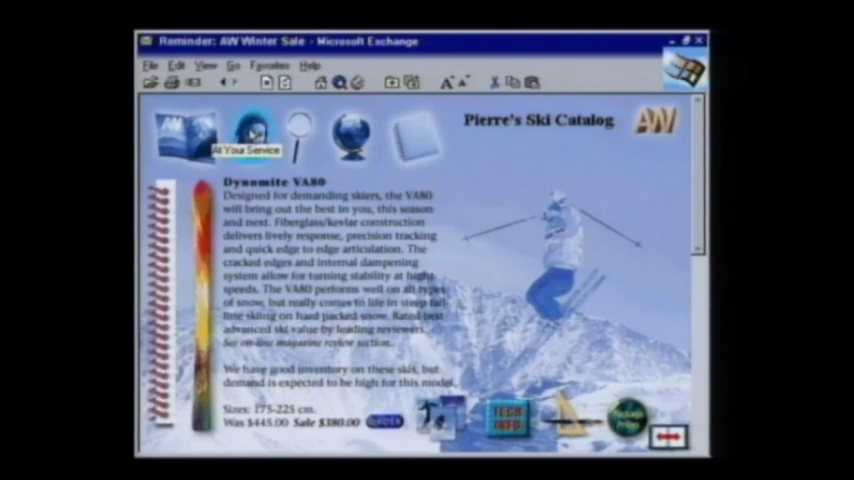 Reminder: AW Winter Sale - Microsoft Exchange
File Edit View Go Favorites Help
AW
At Your Service
Pierre's Ski Catalog
AW
Dynomite VA80
Designed for demanding skiers, the VA80
will bring out the best in you, this season
and next. Fiberglass/kevlar construction
delivers lively response, precision tracking
and quick edge to edge articulation. The
cracked edges and internal dampening
system allow for turning stability at hight
speeds. The VA80 performs well on all types
of snow, but really comes to life in steep fall-
line skiing on hard packed snow. Rated best
advanced ski value by leading reviewers.
See on-line magazine review section.
We have good inventory on these skis, but
demand is expected to be high for this model.
Sizes: 175-225 cm.
Was $445.00 Sale $380.00 ORDER
TECH
INFO
Package
Prices